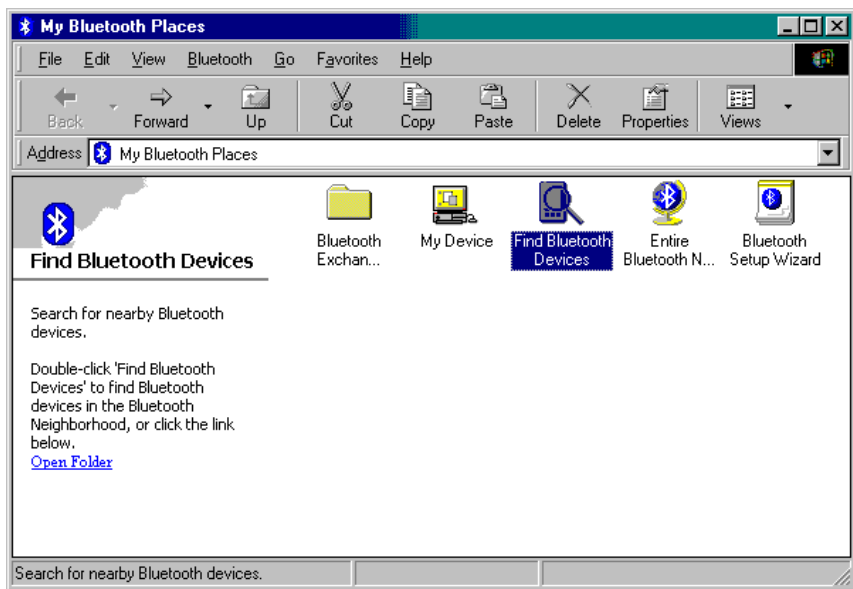 My Bluetooth Places
File Edit View Bluetooth Go Favorites Help
Back Forward Up Cut Copy Paste Delete Properties Views
Address My Bluetooth Places
Find Bluetooth Devices
Search for nearby Bluetooth
devices.
Double-click 'Find Bluetooth
Devices' to find Bluetooth
devices in the Bluetooth
Neighborhood, or click the link
below.
Open Folder
Bluetooth
Exchan...
My Device
Find Bluetooth
Devices
Entire
Bluetooth N...
Bluetooth
Setup Wizard
Search for nearby Bluetooth devices.